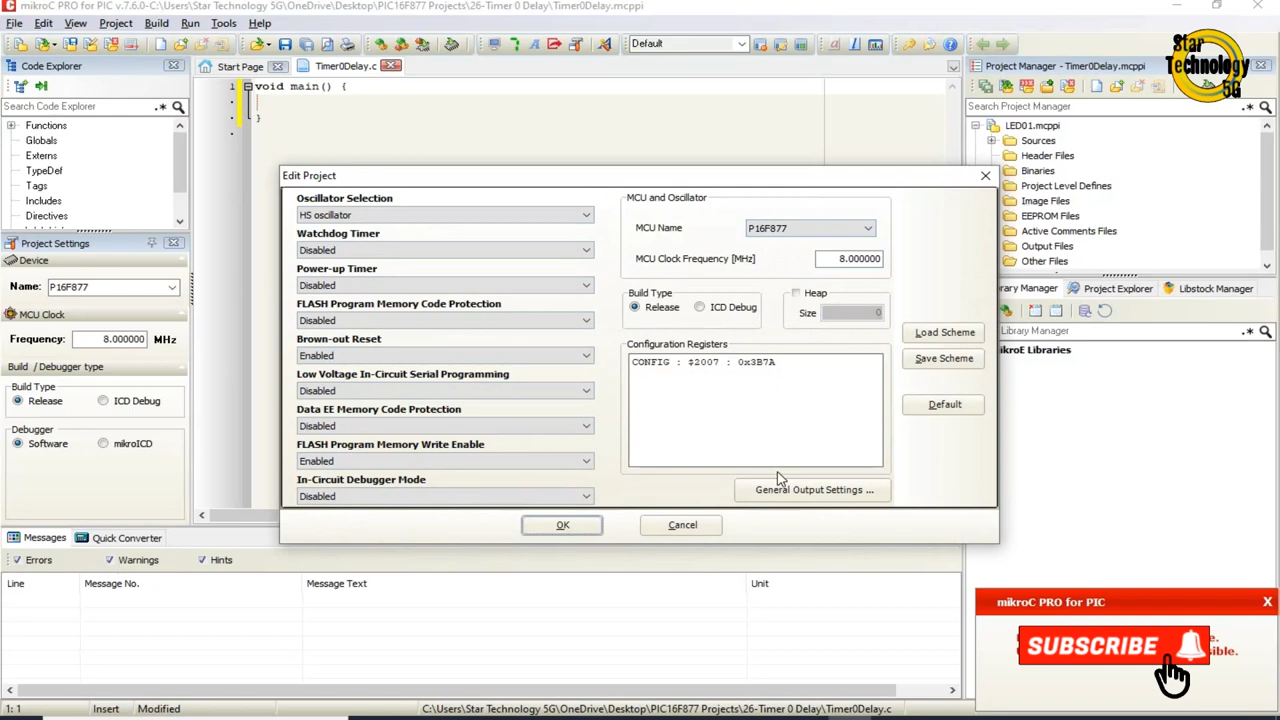 mikroC PRO for PIC v.7.6.0- C:\Users\Star Technology 5G\OneDrive\Desktop\PIC16F877 Projects\26-Timer 0 Delay\Timer0Delay.mcppi
File Edit View Project Build Run Tools Help
Default
Star
Technology
5G
Code Explorer
Start Page
Timer0Delay.c
Project Manager - Timer0Delay.mcppi
Search Code Explorer
Functions
Globals
Externs
TypeDef
Tags
Includes
Directives
1 void main() {
}
Search Project Manager
LED01.mcppi
Sources
Header Files
Binaries
Project Level Defines
Image Files
EEPROM Files
Active Comments Files
Output Files
Other Files
Project Settings
Device
Name: P16F877
MCU Clock
Frequency: 8.000000 MHz
Build / Debugger type
Build Type
Release ICD Debug
Debugger
Software mikroICD
Edit Project
Oscillator Selection
HS oscillator
Watchdog Timer
Disabled
Power-up Timer
Disabled
FLASH Program Memory Code Protection
Disabled
Brown-out Reset
Enabled
Low Voltage In-Circuit Serial Programming
Disabled
Data EE Memory Code Protection
Disabled
FLASH Program Memory Write Enable
Enabled
In-Circuit Debugger Mode
Disabled
MCU and Oscillator
MCU Name P16F877
MCU Clock Frequency [MHz] 8.000000
Build Type
Release ICD Debug
Heap
Size 0
Configuration Registers
CONFIG : $2007 : 0x3B7A
Load Scheme
Save Scheme
Default
General Output Settings ...
OK Cancel
rary Manager Project Explorer Libstock Manager
Library Manager
mikroE Libraries
Messages Quick Converter
Errors Warnings Hints
Line Message No. Message Text Unit
mikroC PRO for PIC X
SUBSCRIBE
1: 1 Insert Modified C:\Users\Star Technology 5G\OneDrive\Desktop\PIC16F877 Projects\26-Timer 0 Delay\Timer0Delay.c